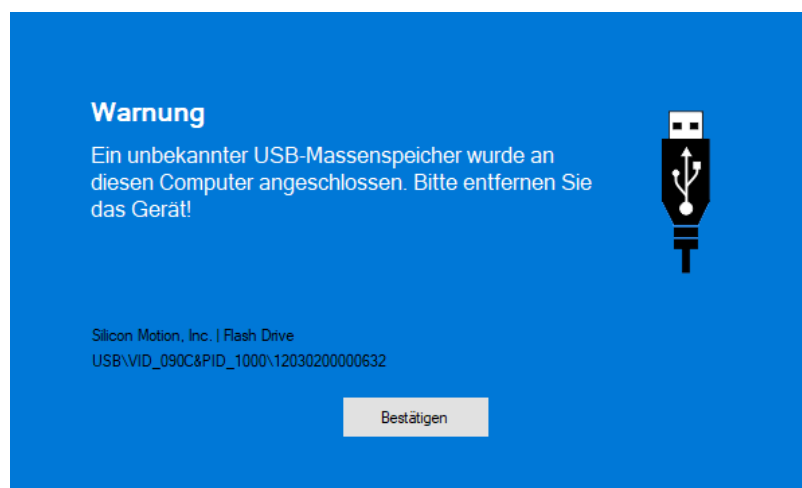 Warnung
Ein unbekannter USB-Massenspeicher wurde an
diesen Computer angeschlossen. Bitte entfernen Sie
das Gerät!
Silicon Motion, Inc. | Flash Drive
USB\VID_090C&PID_1000\12030200000632
Bestätigen